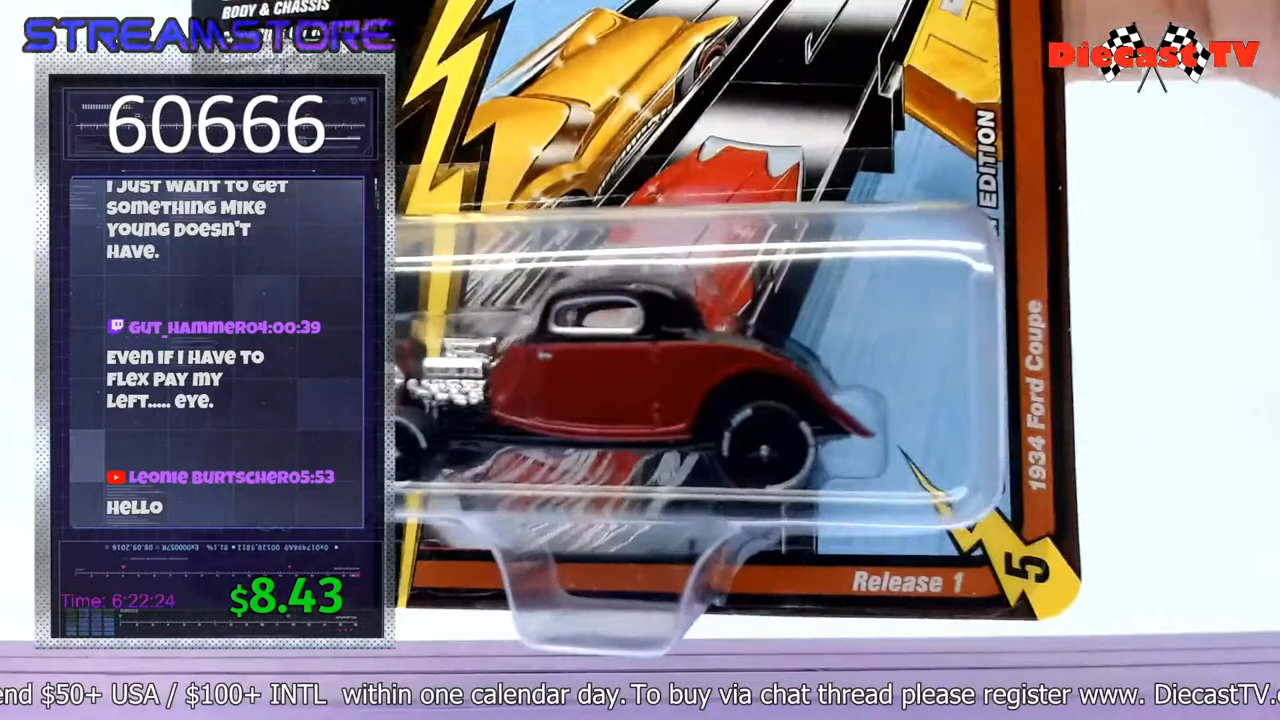 BODY & CHASSIS
STREAMSTORE
60666
I JUST WANT TO GET
SOMETHING MIKE
YOUNG DOESN'T
HAVE.
GUT_HAMMER04:00:39
EVEN IF I HAVE TO
FLEX PAY MY
LEFT..... EYE.
LEONIE BURTSCHER05:53
HELLO
Time: 6:22:24
$8.43
Diecast TV
EDITION
1934 Ford Coupe
5
Release 1
end $50+ USA / $100+ INTL within one calendar day.To buy via chat thread please register www. DiecastTV.